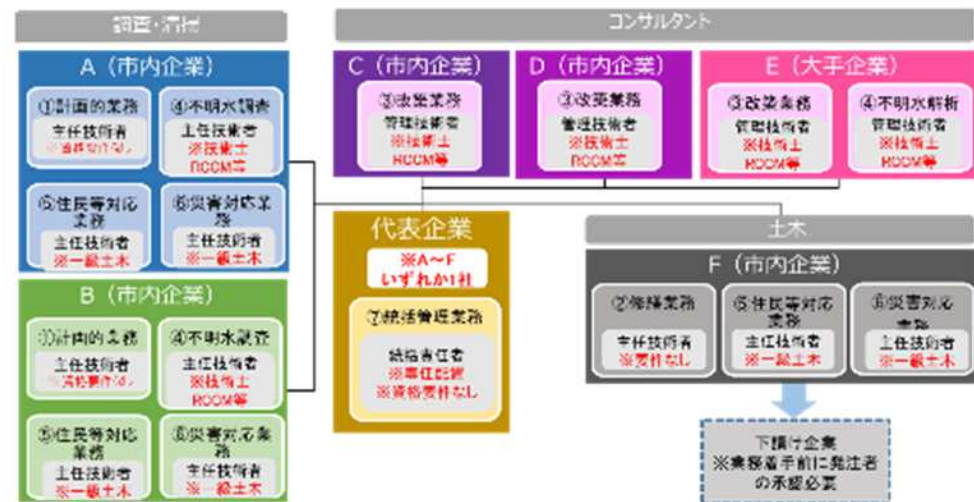 調査・清掃
コンサルタント
A（市内企業）
①計画的業務
主任技術者
※資格要件なし
④不明水調査
主任技術者
※技術士
RCCM等
⑤住民等対応
業務
主任技術者
※一級土木
⑥災害対応業
務
主任技術者
※一級土木
B（市内企業）
①計画的業務
主任技術者
※資格要件なし
④不明水調査
主任技術者
※技術士
RCCM等
⑤住民等対応
業務
主任技術者
※一級土木
⑥災害対応業
務
主任技術者
※一級土木
C（市内企業）
③改築業務
管理技術者
※技術士
RCCM等
D（市内企業）
③改築業務
管理技術者
※技術士
RCCM等
E（大手企業）
③改築業務
管理技術者
※技術士
RCCM等
④不明水解析
管理技術者
※技術士
RCCM等
代表企業
※A～F
いずれか1社
⑦統括管理業務
統括責任者
※専任配置
※資格要件なし
土木
F（市内企業）
②修繕業務
主任技術者
※要件なし
⑤住民等対応
業務
主任技術者
※一級土木
⑥災害対応
業務
主任技術者
※一級土木
下請け企業
※業務着手前に発注者
の承認必要